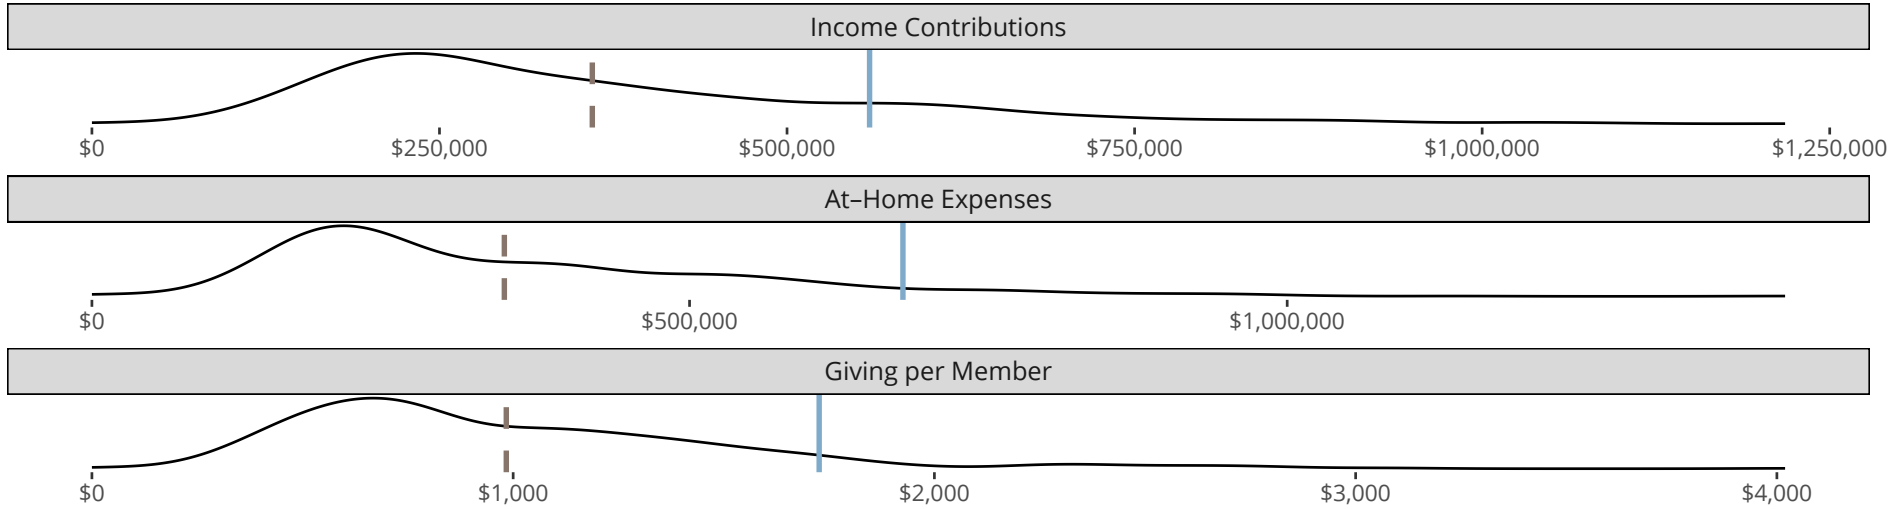 Income Contributions
$0 $250,000 $500,000 $750,000 $1,000,000 $1,250,000
At–Home Expenses
$0 $500,000 $1,000,000
Giving per Member
$0 $1,000 $2,000 $3,000 $4,000